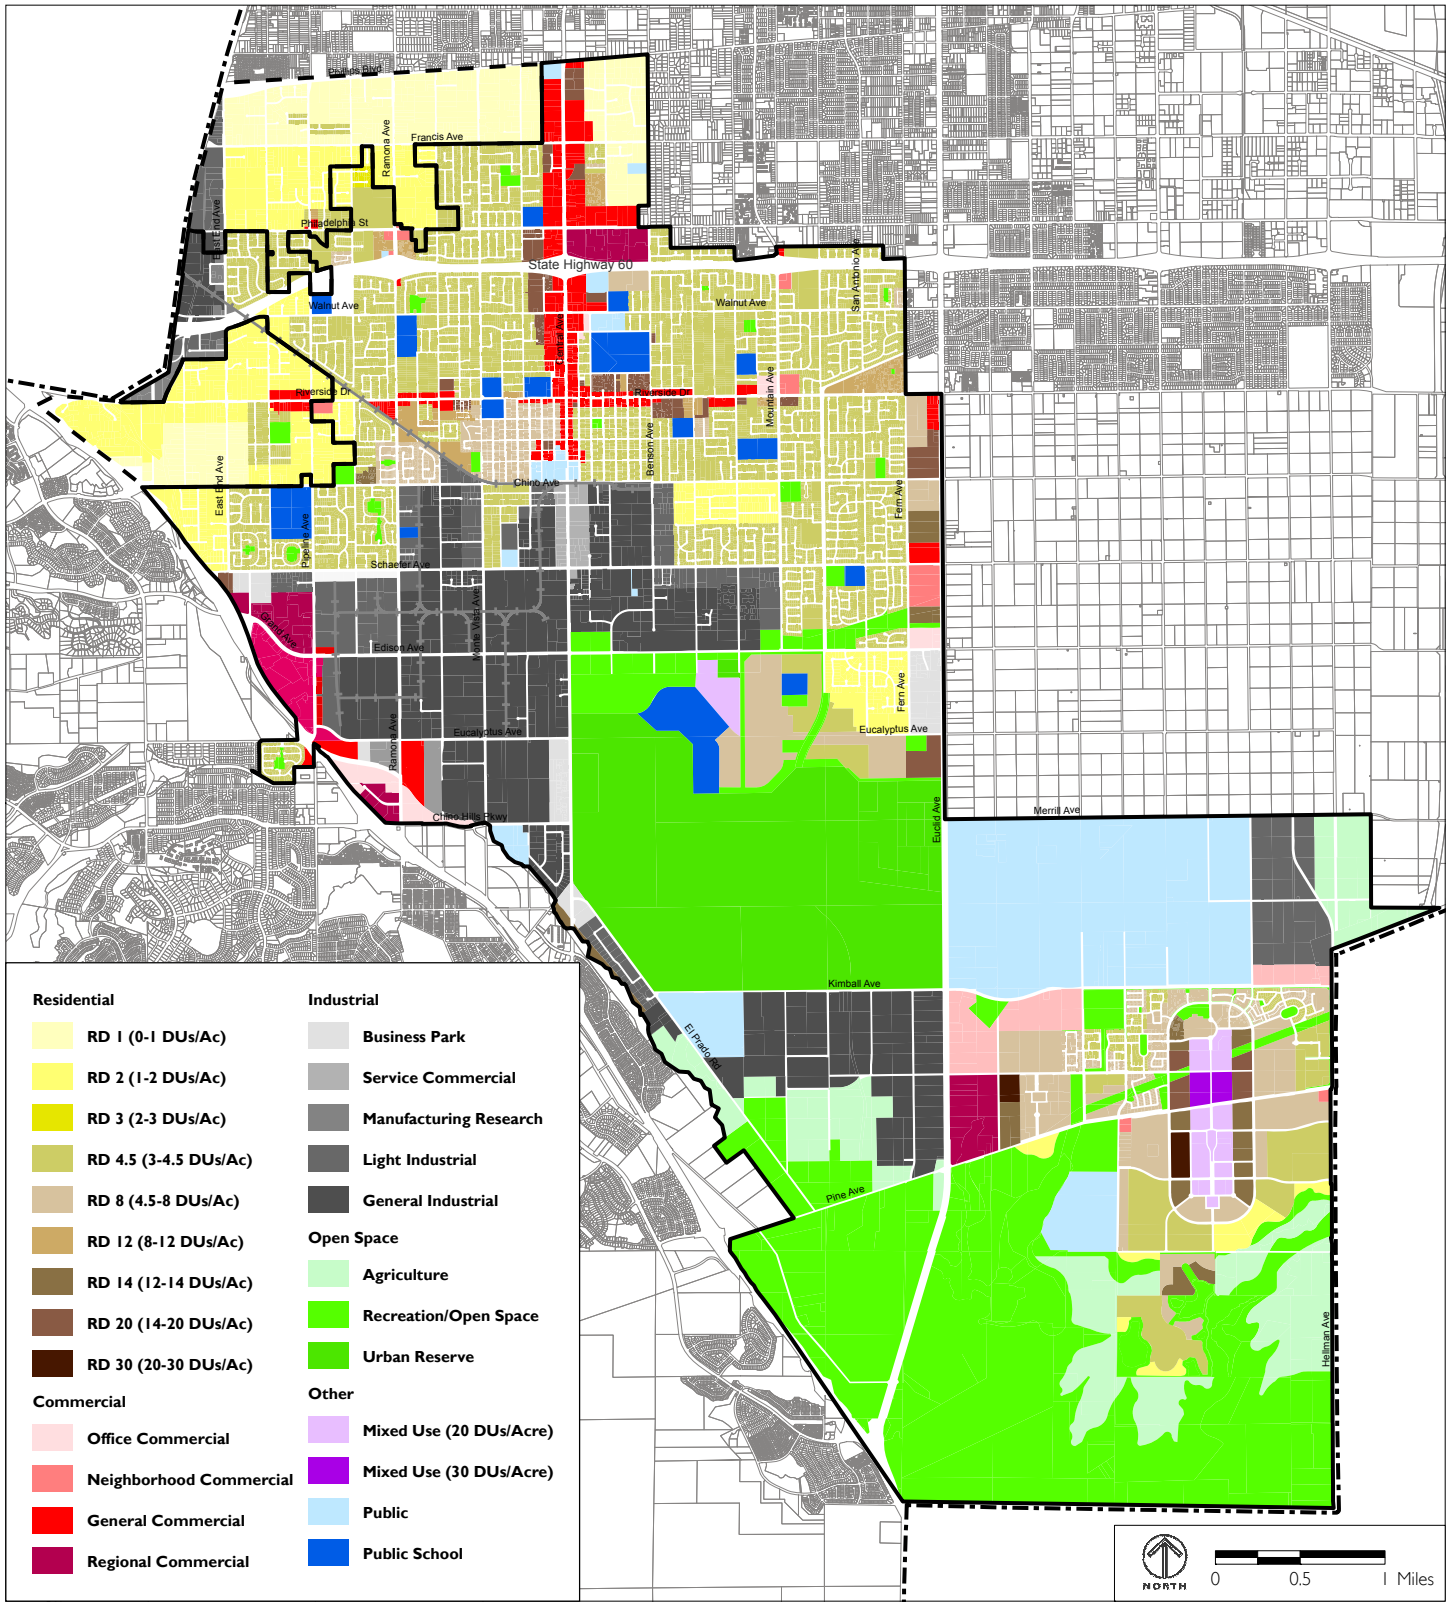 Phillips Blvd
Francis Ave
Ramona Ave
East End Ave
Philadelphia St
State Highway 60
San Antonio Ave
Walnut Ave
Walnut Ave
Central Ave
Riverside Dr
Riverside Dr
Mountain Ave
Benson Ave
East End Ave
Chino Ave
Fern Ave
Pipeline Ave
Schaefer Ave
Monte Vista Ave
Grand Ave
Edison Ave
Fern Ave
Ramona Ave
Eucalyptus Ave
Eucalyptus Ave
Chino Hills Pkwy
Merrill Ave
Euclid Ave
Kimball Ave
El Prado Rd
Pine Ave
Hellman Ave
Residential
RD 1 (0-1 DUs/Ac)
RD 2 (1-2 DUs/Ac)
RD 3 (2-3 DUs/Ac)
RD 4.5 (3-4.5 DUs/Ac)
RD 8 (4.5-8 DUs/Ac)
RD 12 (8-12 DUs/Ac)
RD 14 (12-14 DUs/Ac)
RD 20 (14-20 DUs/Ac)
RD 30 (20-30 DUs/Ac)
Commercial
Office Commercial
Neighborhood Commercial
General Commercial
Regional Commercial
Industrial
Business Park
Service Commercial
Manufacturing Research
Light Industrial
General Industrial
Open Space
Agriculture
Recreation/Open Space
Urban Reserve
Other
Mixed Use (20 DUs/Acre)
Mixed Use (30 DUs/Acre)
Public
Public School
NORTH
0 0.5 1 Miles